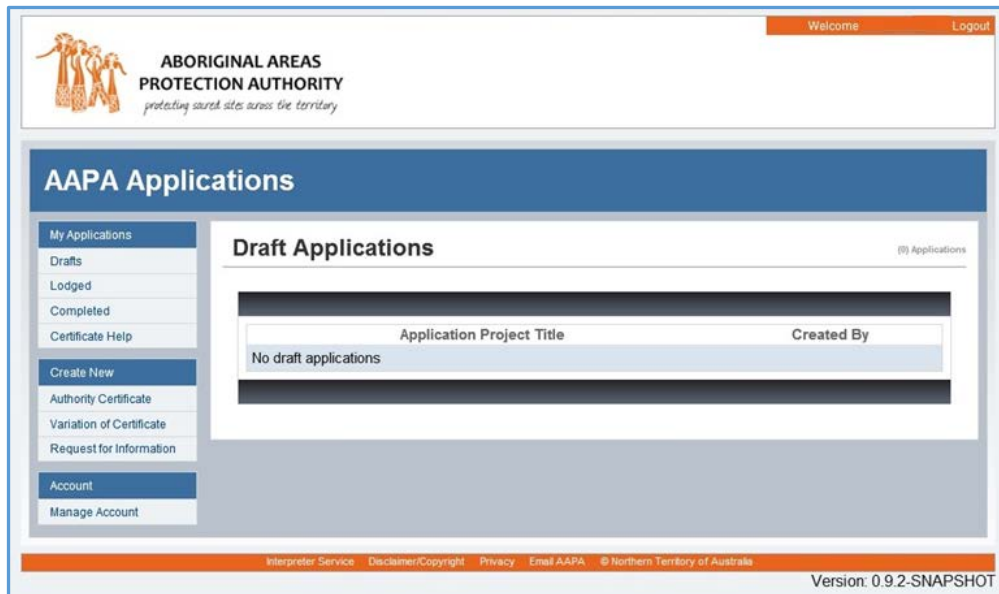 Welcome Logout
ABORIGINAL AREAS
PROTECTION AUTHORITY
protecting sacred sites across the territory
AAPA Applications
My Applications
Drafts
Lodged
Completed
Certificate Help
Create New
Authority Certificate
Variation of Certificate
Request for Information
Account
Manage Account
Draft Applications
(0) Applications
Application Project Title Created By
No draft applications
Interpreter Service Disclaimer/Copyright Privacy Email AAPA © Northern Territory of Australia
Version: 0.9.2-SNAPSHOT